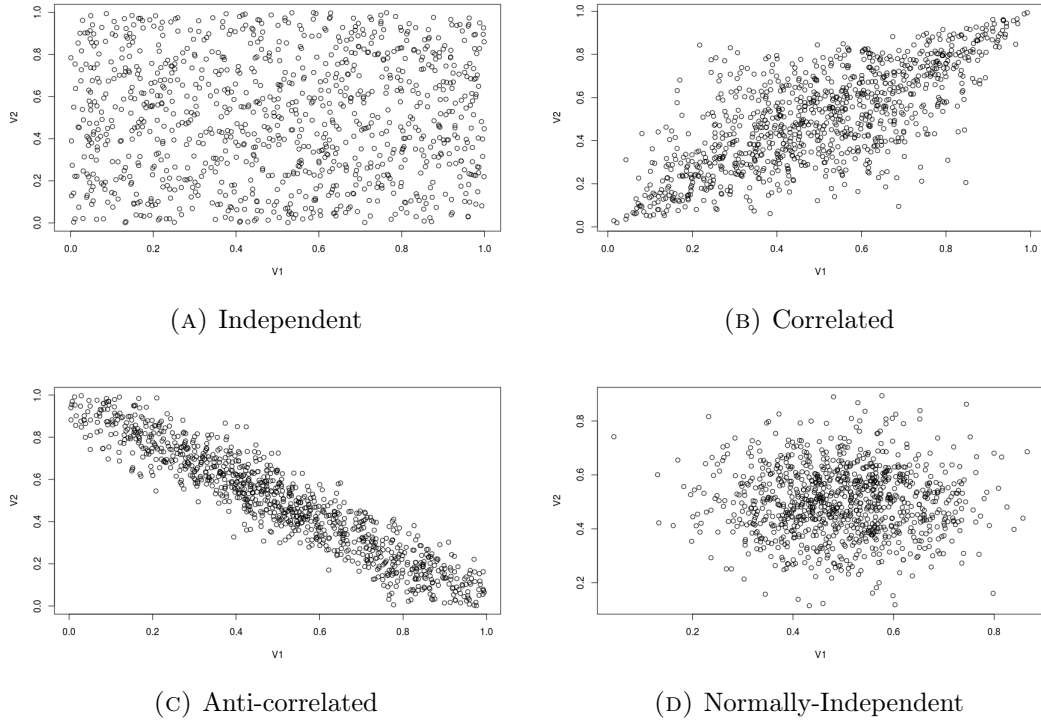 1.0
0.8
0.6
0.4
0.2
0.0
V2
0.0 0.2 0.4 0.6 0.8 1.0
V1
(A) Independent
1.0
0.8
0.6
0.4
0.2
0.0
V2
0.0 0.2 0.4 0.6 0.8 1.0
V1
(B) Correlated
1.0
0.8
0.6
0.4
0.2
0.0
V2
0.0 0.2 0.4 0.6 0.8 1.0
V1
(C) Anti-correlated
0.8
0.6
0.4
0.2
V2
0.2 0.4 0.6 0.8
V1
(D) Normally-Independent